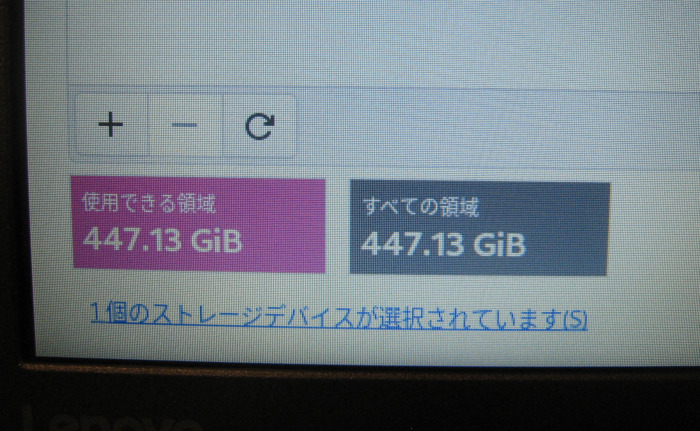 使用できる領域
447.13 GiB
すべての領域
447.13 GiB
1個のストレージデバイスが選択されています(S)
Lenovo